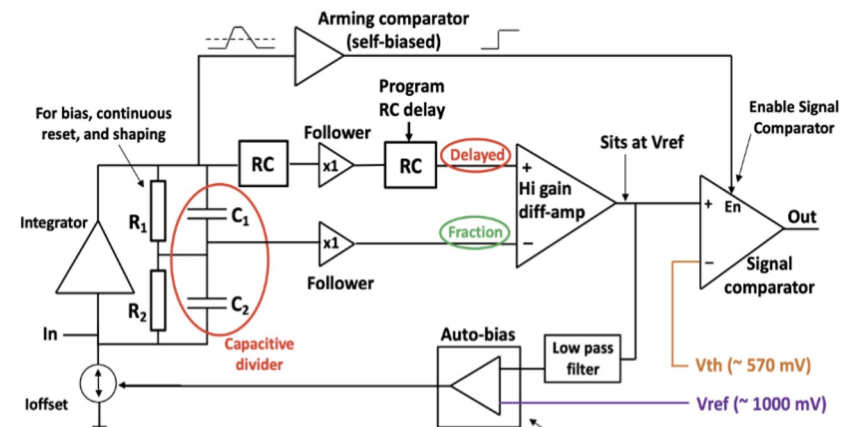 Arming comparator
(self-biased)
Program
RC delay
For bias, continuous
reset, and shaping
Follower
Enable Signal
Comparator
Sits at Vref
RC
x1
RC
Delayed
+
Hi gain
diff-amp
+ En
Integrator
R1
C1
x1
Fraction
−
Out
Follower
−
Signal
comparator
R2
C2
In
Capacitive
divider
Auto-bias
Low pass
filter
Vth (~ 570 mV)
Ioffset
Vref (~ 1000 mV)